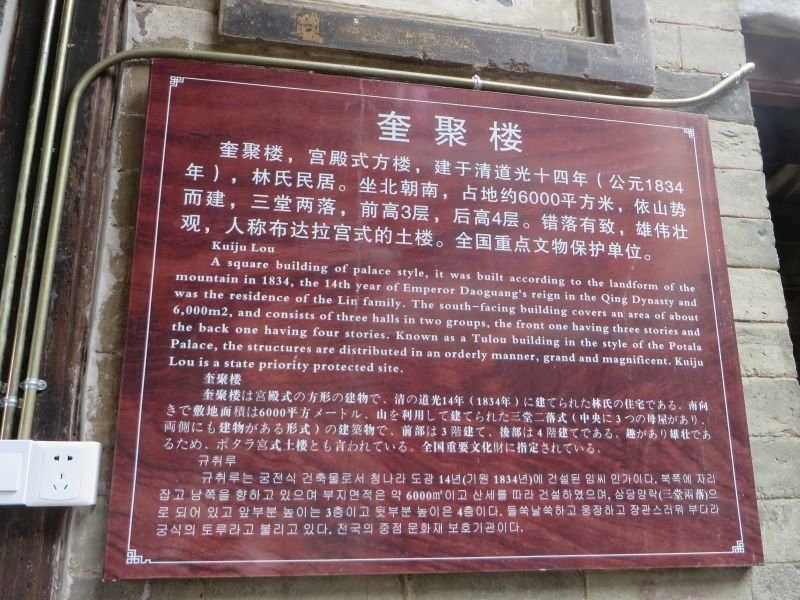 奎聚楼
奎聚楼，宫殿式方楼，建于清道光十四年（公元1834
年），林氏民居。坐北朝南，占地约6000平方米，依山势
而建，三堂两落，前高3层，后高4层。错落有致，雄伟壮
观，人称布达拉宫式的土楼。全国重点文物保护单位。
Kuiju Lou
A square building of palace style, it was built according to the landform of the
mountain in 1834, the 14th year of Emperor Daoguang's reign in the Qing Dynasty and
was the residence of the Lin family. The south-facing building covers an area of about
6,000m2, and consists of three halls in two groups, the front one having three stories and
the back one having four stories. Known as a Tulou building in the style of the Potala
Palace, the structures are distributed in an orderly manner, grand and magnificent. Kuiju
Lou is a state priority protected site.
奎聚楼
奎聚楼は宮殿式の方形の建物で、清の道光14年（1834年）に建てられた林氏の住宅である。南向
きで敷地面積は6000平方メートル、山を利用して建てられた三堂二落式（中央に３つの母屋があり、
両側にも建物がある形式）の建築物で、前部は３階建て、後部は４階建てである。趣があり雄壮であ
るため、ポタラ宮式土楼とも言われている。全国重要文化財に指定されている。
규취루
규취루는 궁전식 건축물로서 청나라 도광 14년(기원 1834년)에 건설된 임씨 민가이다. 북쪽에 자리
잡고 남쪽을 향하고 있으며 부지면적은 약 6000㎡이고 산세를 따라 건설하였으며, 삼당양락(三堂兩落)으
로 되어 있고 앞부분 높이는 3층이고 뒷부분 높이은 4층이다. 들쑥날쑥하고 웅장하고 장관스러워 부다라
궁식의 토루라고 불리고 있다. 전국의 중점 문화재 보호기관이다.